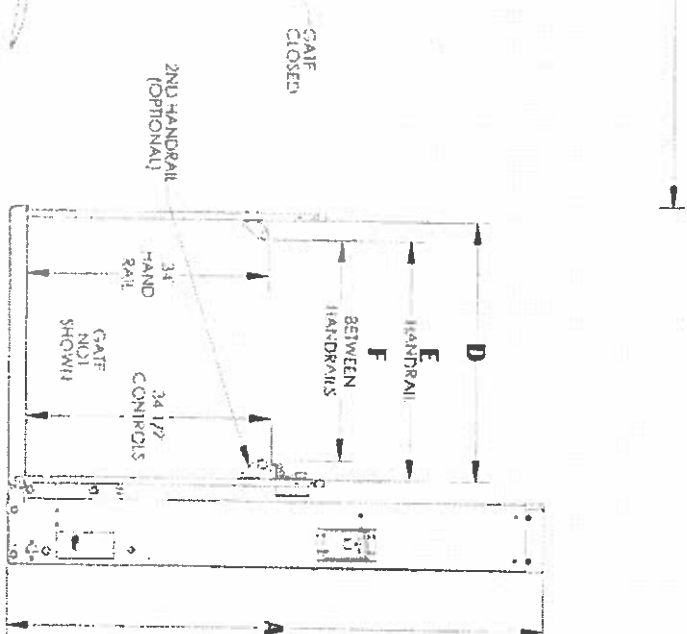 GATE
CLOSED
2ND HANDRAIL
(OPTIONAL)
34
HAND
RAIL
GATE
NOT
SHOWN
34 1/2
CONTROLS
BETWEEN
HANDRAILS
F
HANDRAIL
E
D
A